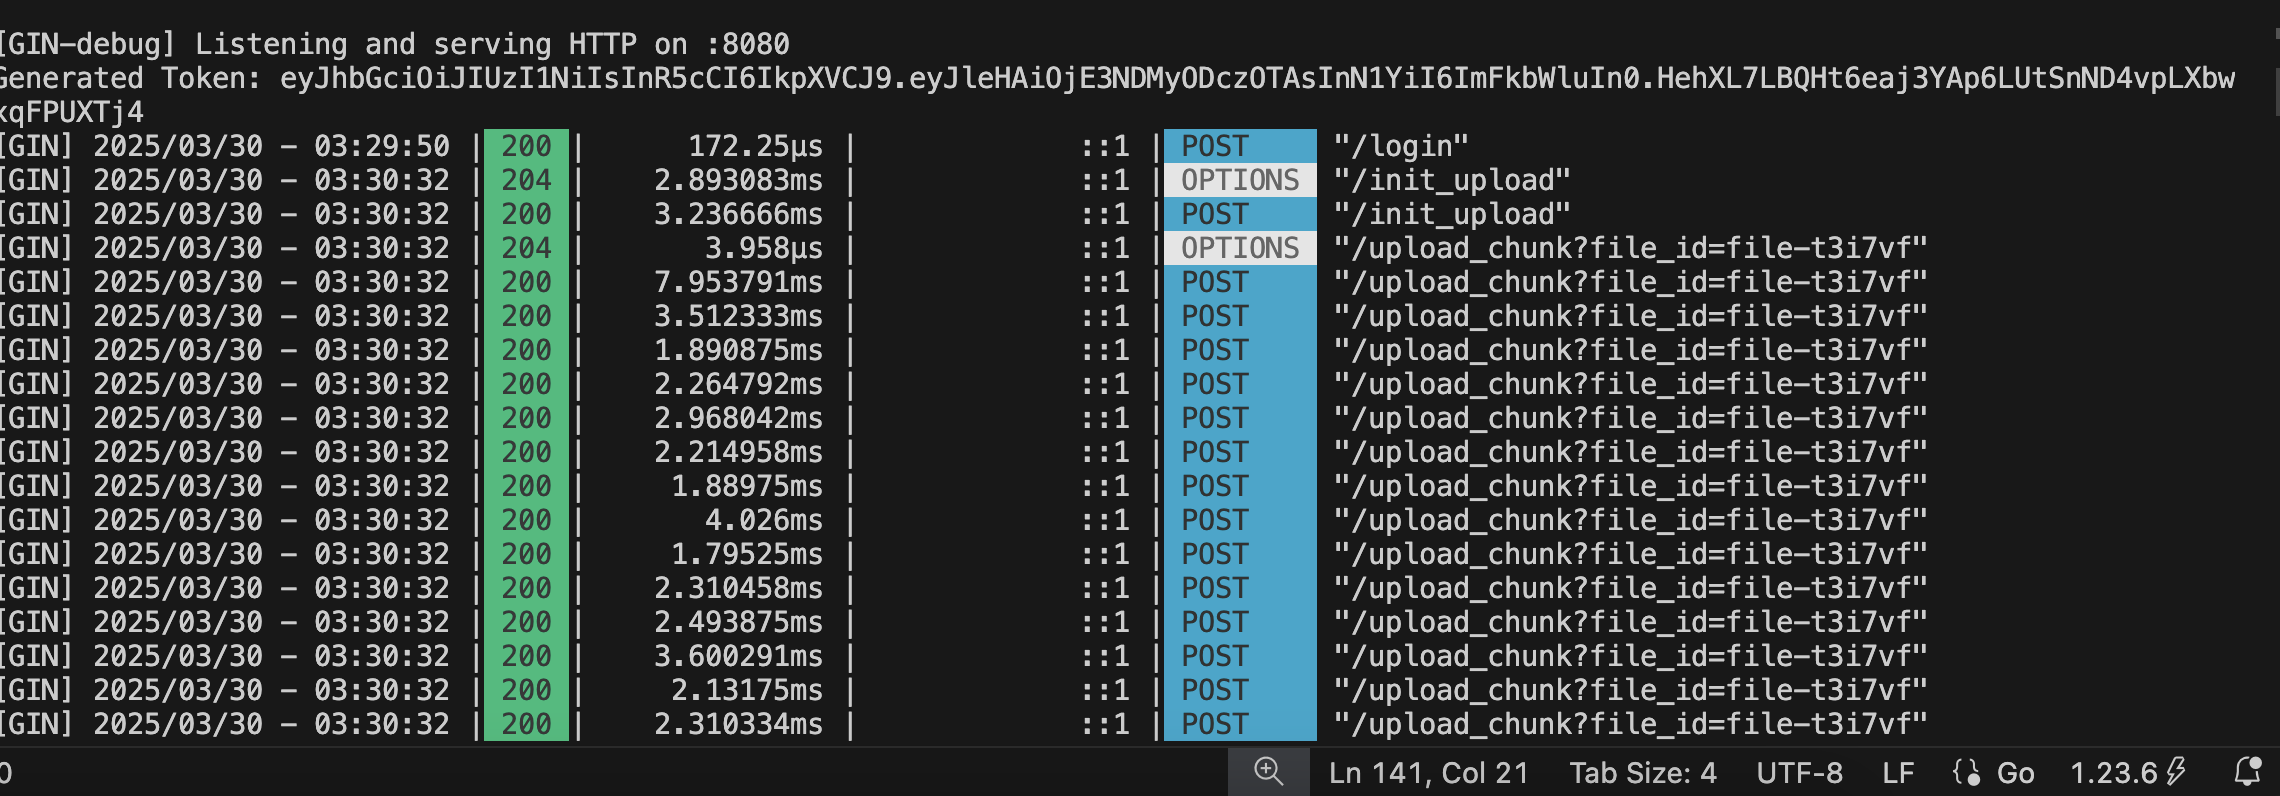 [GIN-debug] Listening and serving HTTP on :8080
Generated Token: eyJhbGciOiJIUzI1NiIsInR5cCI6IkpXVCJ9.eyJleHAiOjE3NDMyODczOTAsInN1YiI6ImFkbWluIn0.HehXL7LBQHt6eaj3YAp6LUtSnND4vpLXbw
xqFPUXTj4
[GIN] 2025/03/30 - 03:29:50 | 200 | 172.25µs | ::1 | POST "/login"
[GIN] 2025/03/30 - 03:30:32 | 204 | 2.893083ms | ::1 | OPTIONS "/init_upload"
[GIN] 2025/03/30 - 03:30:32 | 200 | 3.236666ms | ::1 | POST "/init_upload"
[GIN] 2025/03/30 - 03:30:32 | 204 | 3.958µs | ::1 | OPTIONS "/upload_chunk?file_id=file-t3i7vf"
[GIN] 2025/03/30 - 03:30:32 | 200 | 7.953791ms | ::1 | POST "/upload_chunk?file_id=file-t3i7vf"
[GIN] 2025/03/30 - 03:30:32 | 200 | 3.512333ms | ::1 | POST "/upload_chunk?file_id=file-t3i7vf"
[GIN] 2025/03/30 - 03:30:32 | 200 | 1.890875ms | ::1 | POST "/upload_chunk?file_id=file-t3i7vf"
[GIN] 2025/03/30 - 03:30:32 | 200 | 2.264792ms | ::1 | POST "/upload_chunk?file_id=file-t3i7vf"
[GIN] 2025/03/30 - 03:30:32 | 200 | 2.968042ms | ::1 | POST "/upload_chunk?file_id=file-t3i7vf"
[GIN] 2025/03/30 - 03:30:32 | 200 | 2.214958ms | ::1 | POST "/upload_chunk?file_id=file-t3i7vf"
[GIN] 2025/03/30 - 03:30:32 | 200 | 1.88975ms | ::1 | POST "/upload_chunk?file_id=file-t3i7vf"
[GIN] 2025/03/30 - 03:30:32 | 200 | 4.026ms | ::1 | POST "/upload_chunk?file_id=file-t3i7vf"
[GIN] 2025/03/30 - 03:30:32 | 200 | 1.79525ms | ::1 | POST "/upload_chunk?file_id=file-t3i7vf"
[GIN] 2025/03/30 - 03:30:32 | 200 | 2.310458ms | ::1 | POST "/upload_chunk?file_id=file-t3i7vf"
[GIN] 2025/03/30 - 03:30:32 | 200 | 2.493875ms | ::1 | POST "/upload_chunk?file_id=file-t3i7vf"
[GIN] 2025/03/30 - 03:30:32 | 200 | 3.600291ms | ::1 | POST "/upload_chunk?file_id=file-t3i7vf"
[GIN] 2025/03/30 - 03:30:32 | 200 | 2.13175ms | ::1 | POST "/upload_chunk?file_id=file-t3i7vf"
[GIN] 2025/03/30 - 03:30:32 | 200 | 2.310334ms | ::1 | POST "/upload_chunk?file_id=file-t3i7vf"
0 Ln 141, Col 21 Tab Size: 4 UTF-8 LF Go 1.23.6